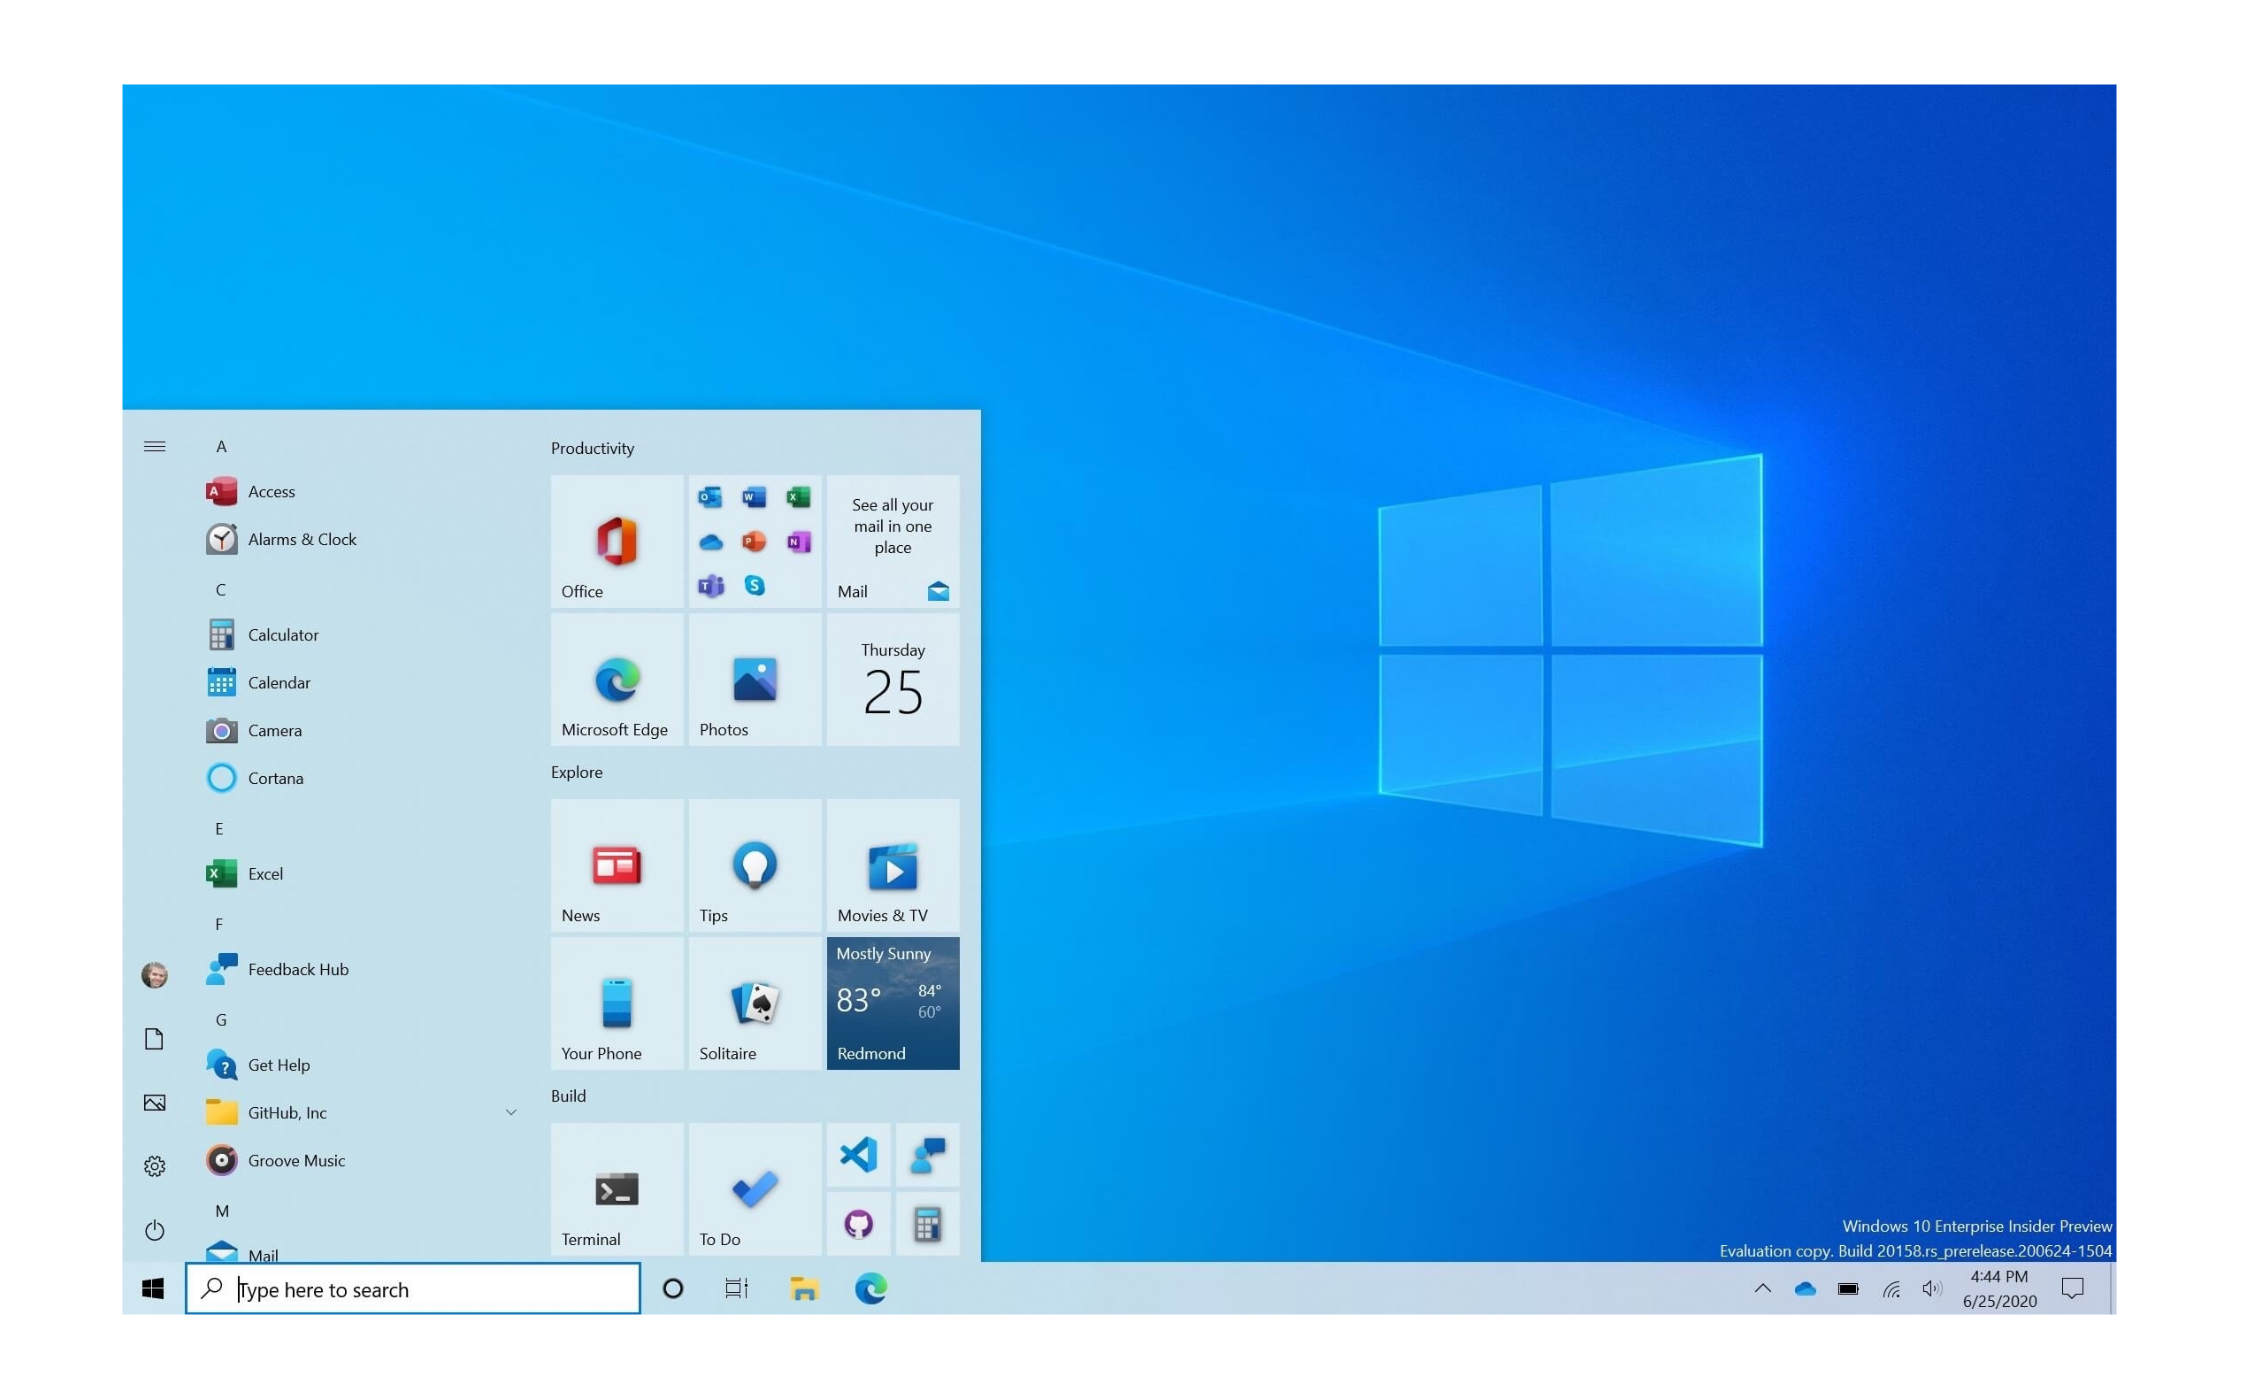 A
Access
Alarms & Clock
C
Calculator
Calendar
Camera
Cortana
E
Excel
F
Feedback Hub
G
Get Help
GitHub, Inc
Groove Music
M
Mail
Productivity
Office
See all your
mail in one
place
Mail
Microsoft Edge
Photos
Thursday
25
Explore
News
Tips
Movies & TV
Your Phone
Solitaire
Mostly Sunny
83° 84°
60°
Redmond
Build
Terminal
To Do
Windows 10 Enterprise Insider Preview
Evaluation copy. Build 20158.rs_prerelease.200624-1504
Type here to search
4:44 PM
6/25/2020